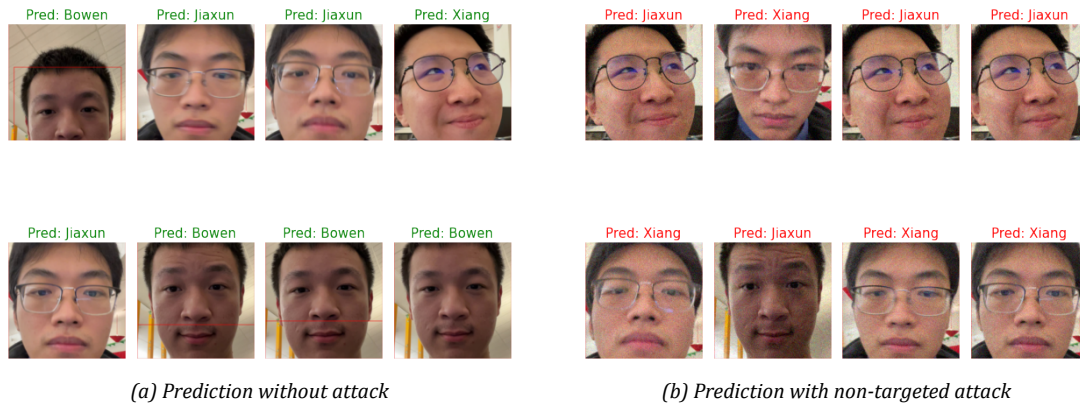 Pred: Bowen Pred: Jiaxun Pred: Jiaxun Pred: Xiang
Pred: Jiaxun Pred: Xiang Pred: Jiaxun Pred: Jiaxun
Pred: Jiaxun Pred: Bowen Pred: Bowen Pred: Bowen
Pred: Xiang Pred: Jiaxun Pred: Xiang Pred: Xiang
(a) Prediction without attack
(b) Prediction with non-targeted attack